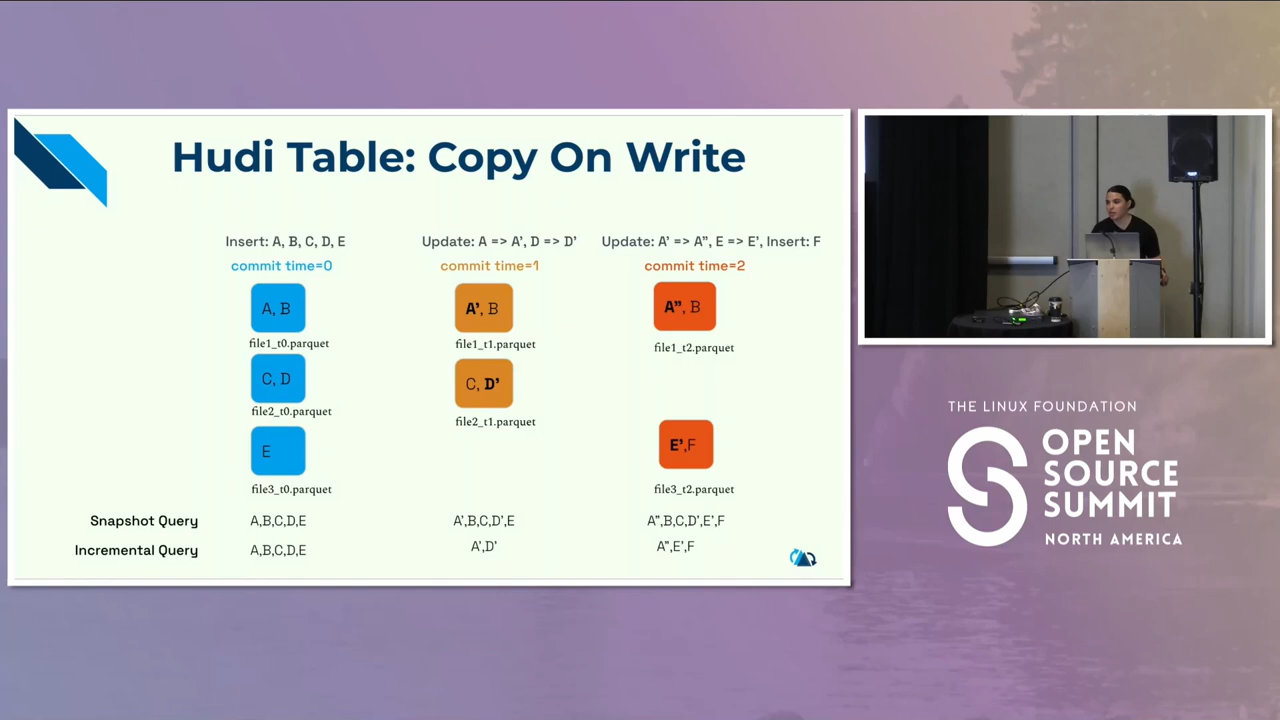 Hudi Table: Copy On Write
Insert: A, B, C, D, E
commit time=0
A, B
file1_t0.parquet
C, D
file2_t0.parquet
E
file3_t0.parquet
Update: A => A’, D => D’
commit time=1
A’, B
file1_t1.parquet
C, D’
file2_t1.parquet
Update: A’ => A”, E => E’, Insert: F
commit time=2
A”, B
file1_t2.parquet
E’,F
file3_t2.parquet
Snapshot Query A,B,C,D,E A’,B,C,D’,E A”,B,C,D’,E’,F
Incremental Query A,B,C,D,E A’,D’ A”,E’,F
THE LINUX FOUNDATION
OPEN
SOURCE
SUMMIT
NORTH AMERICA